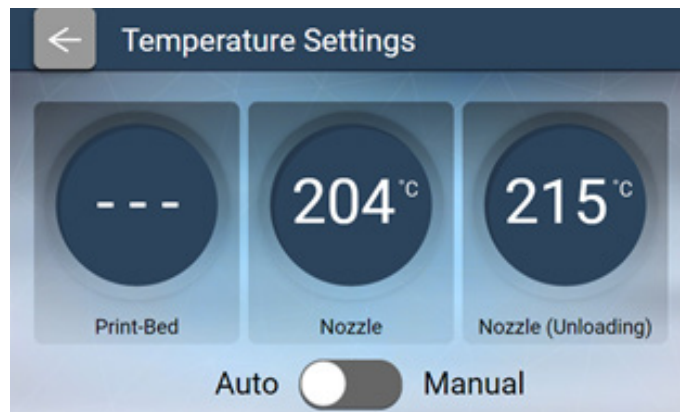 Temperature Settings
--- 204°C 215°C
Print-Bed Nozzle Nozzle (Unloading)
Auto Manual